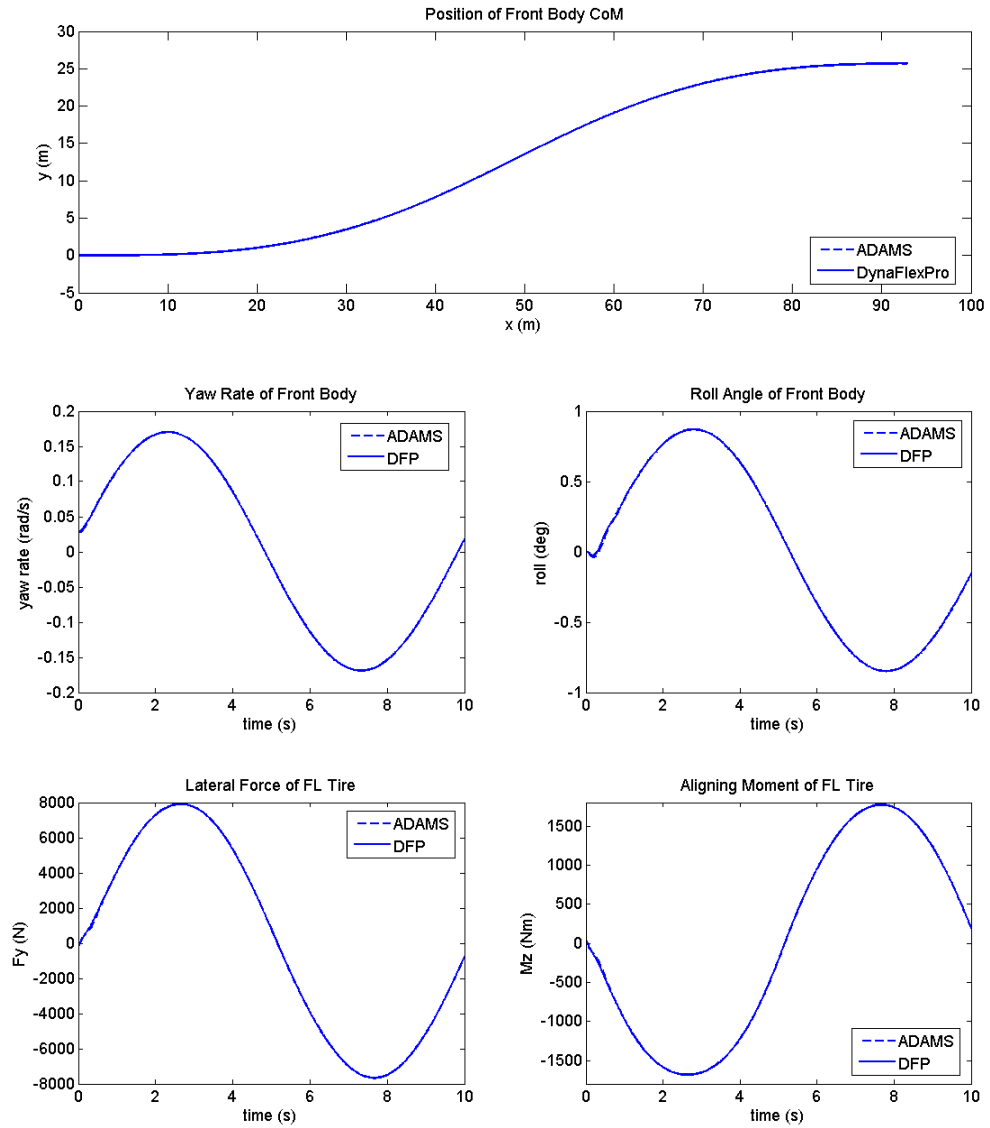 Position of Front Body CoM
30
25
20
15
10
5
0
-5
y (m)
ADAMS
DynaFlexPro
0 10 20 30 40 50 60 70 80 90 100
x (m)
Yaw Rate of Front Body
0.2
0.15
0.1
0.05
0
-0.05
-0.1
-0.15
-0.2
yaw rate (rad/s)
ADAMS
DFP
0 2 4 6 8 10
time (s)
Roll Angle of Front Body
1
0.5
0
-0.5
-1
roll (deg)
ADAMS
DFP
0 2 4 6 8 10
time (s)
Lateral Force of FL Tire
8000
6000
4000
2000
0
-2000
-4000
-6000
-8000
Fy (N)
ADAMS
DFP
0 2 4 6 8 10
time (s)
Aligning Moment of FL Tire
1500
1000
500
0
-500
-1000
-1500
Mz (Nm)
ADAMS
DFP
0 2 4 6 8 10
time (s)